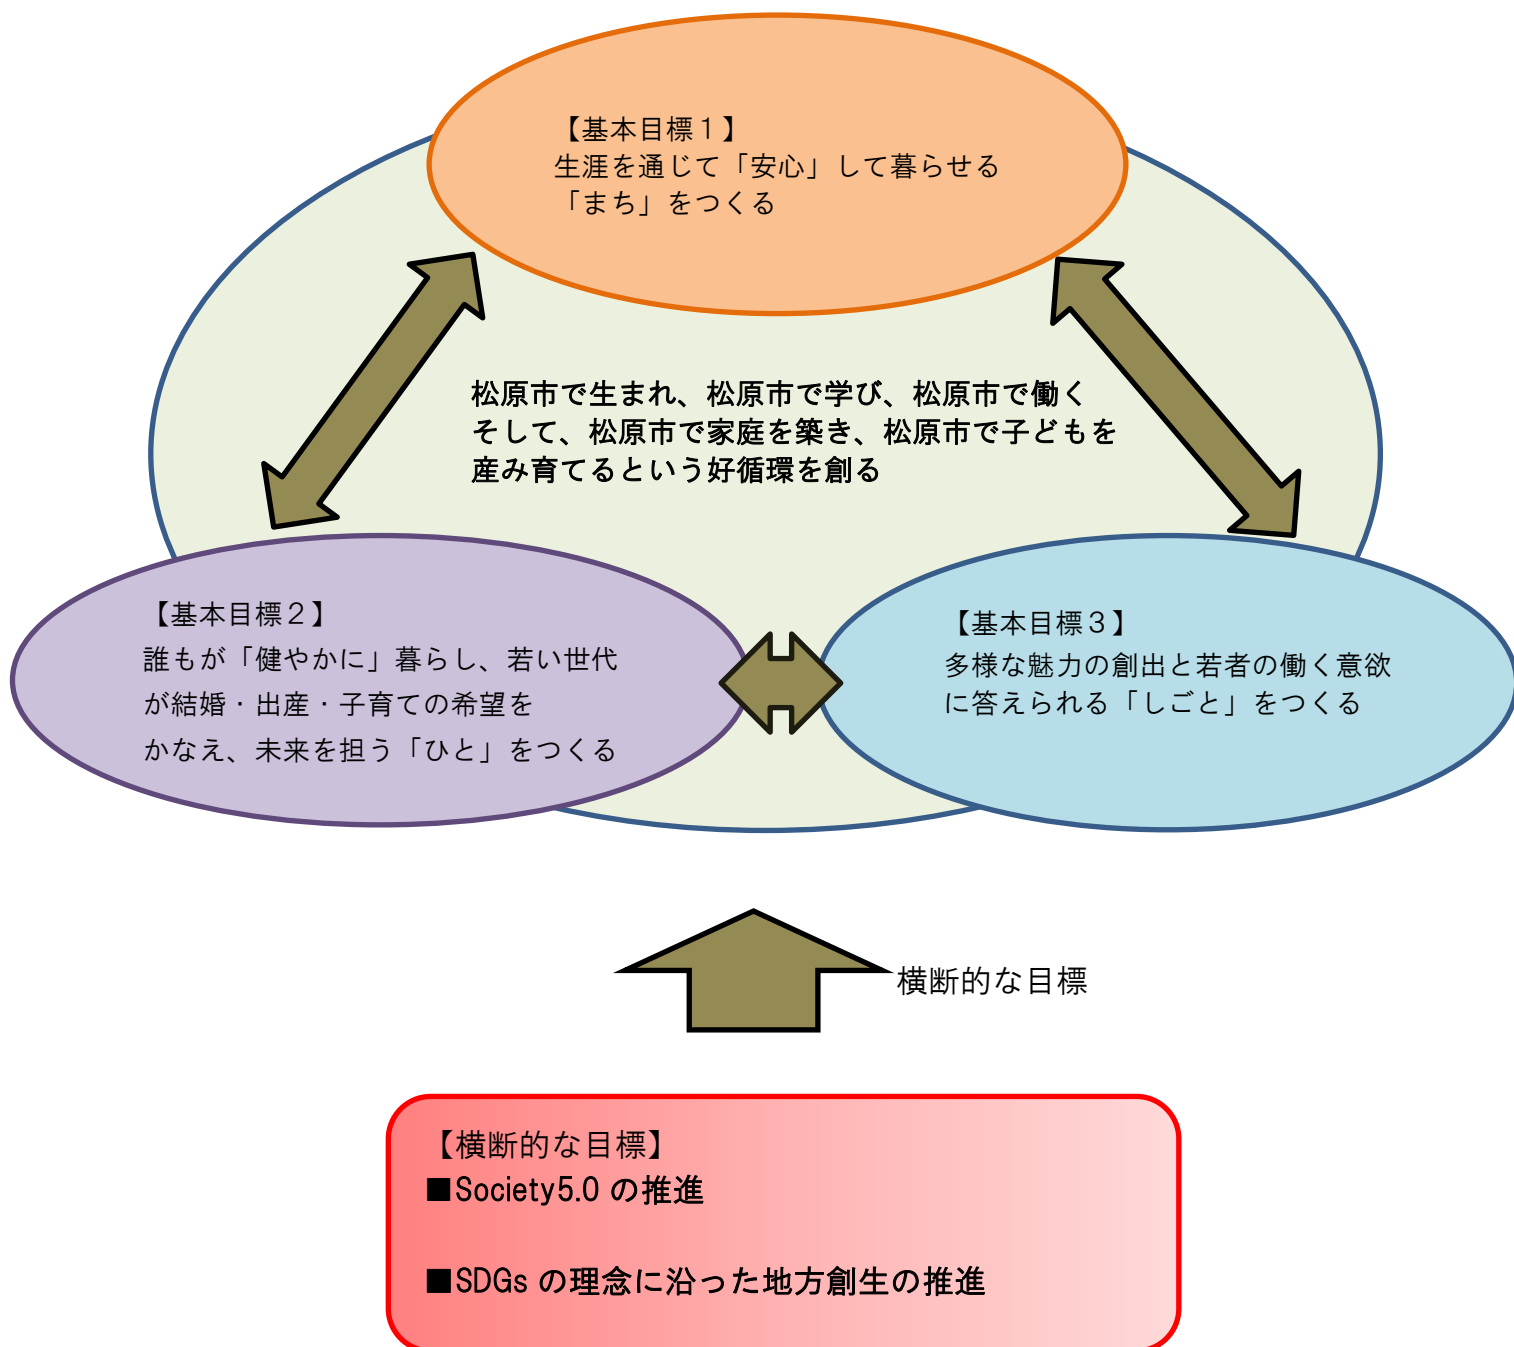 【基本目標１】
生涯を通じて「安心」して暮らせる
「まち」をつくる
松原市で生まれ、松原市で学び、松原市で働く
そして、松原市で家庭を築き、松原市で子どもを
産み育てるという好循環を創る
【基本目標２】
誰もが「健やかに」暮らし、若い世代
が結婚・出産・子育ての希望を
かなえ、未来を担う「ひと」をつくる
【基本目標３】
多様な魅力の創出と若者の働く意欲
に答えられる「しごと」をつくる
横断的な目標
【横断的な目標】
■Society5.0 の推進
■SDGs の理念に沿った地方創生の推進